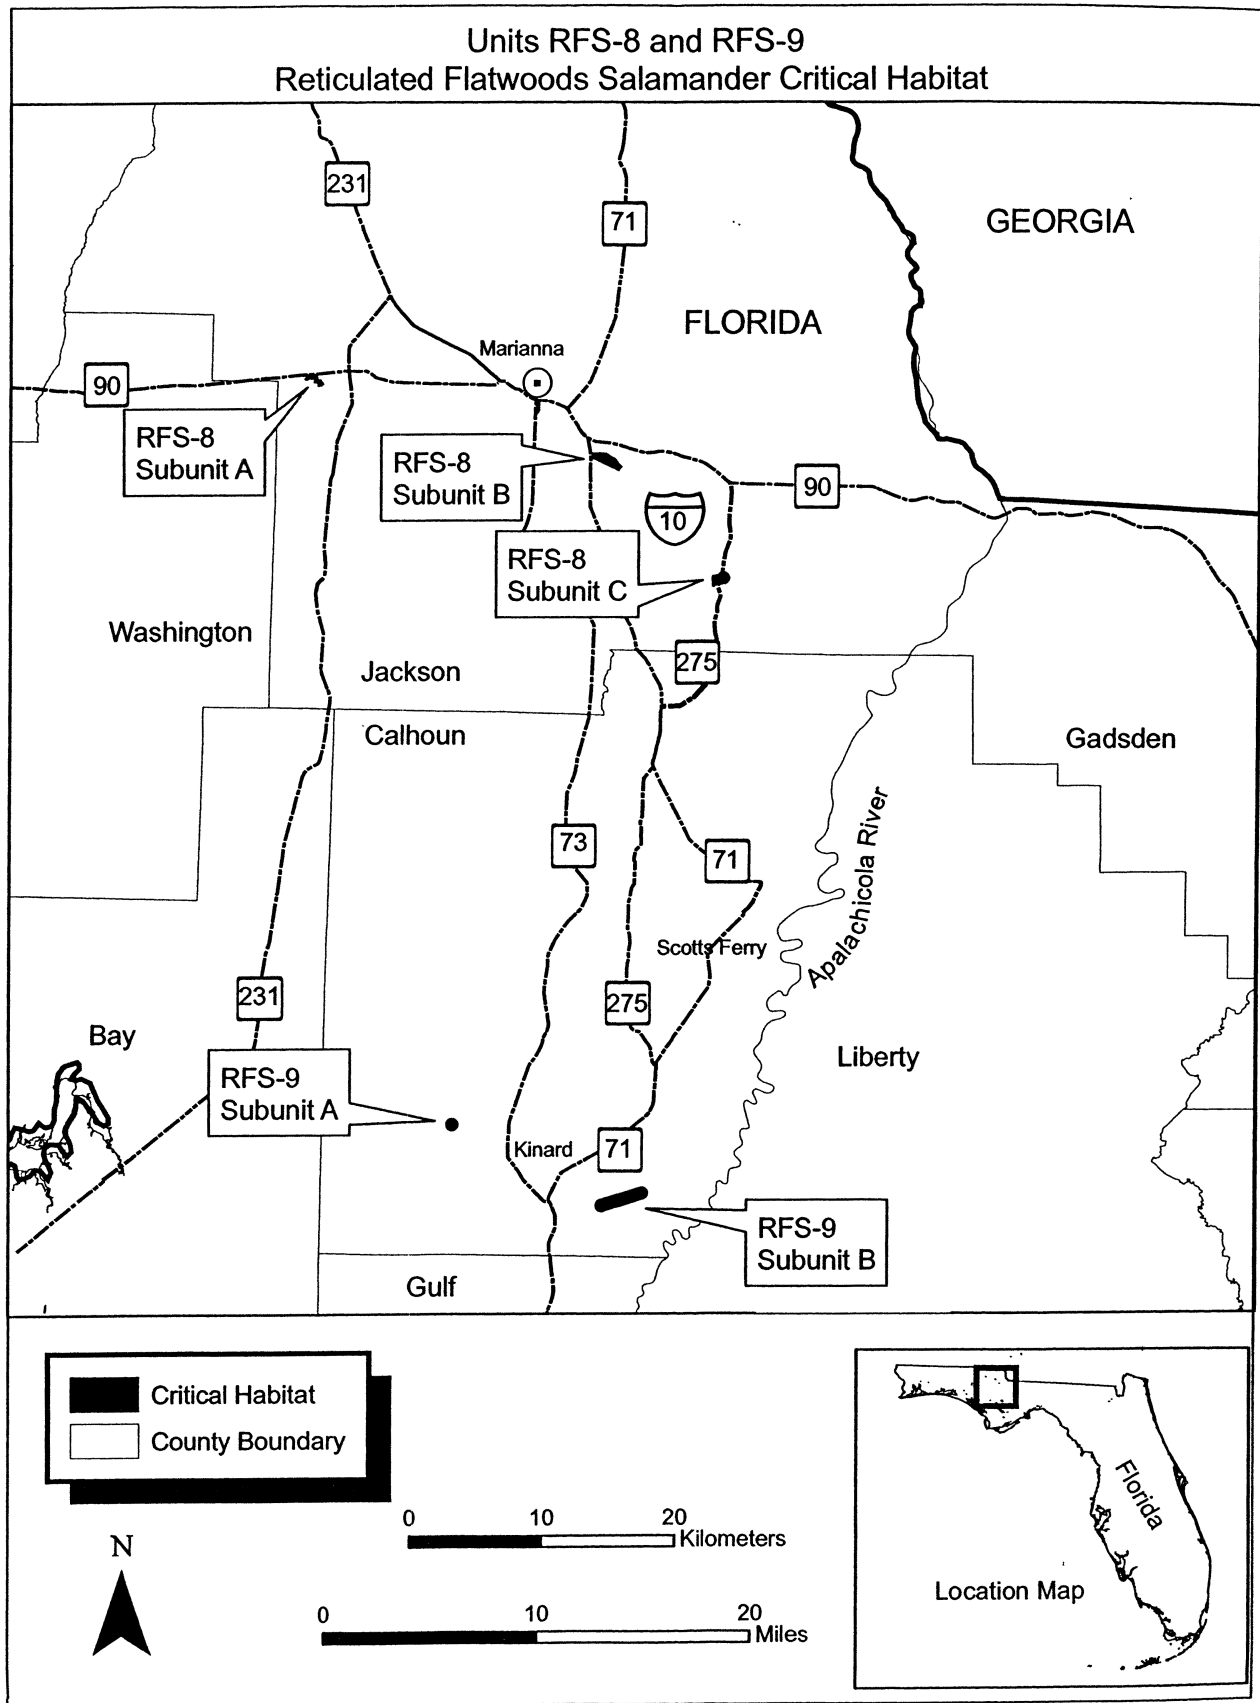 Units RFS-8 and RFS-9
Reticulated Flatwoods Salamander Critical Habitat
231
71
GEORGIA
FLORIDA
Marianna
90
RFS-8
Subunit A
RFS-8
Subunit B
90
10
RFS-8
Subunit C
Washington
Jackson
275
Calhoun
Gadsden
73
71
Apalachicola River
Scotts Ferry
231
275
Bay
Liberty
RFS-9
Subunit A
Kinard
71
RFS-9
Subunit B
Gulf
Critical Habitat
County Boundary
N
0 10 20
Kilometers
0 10 20
Miles
Florida
Location Map